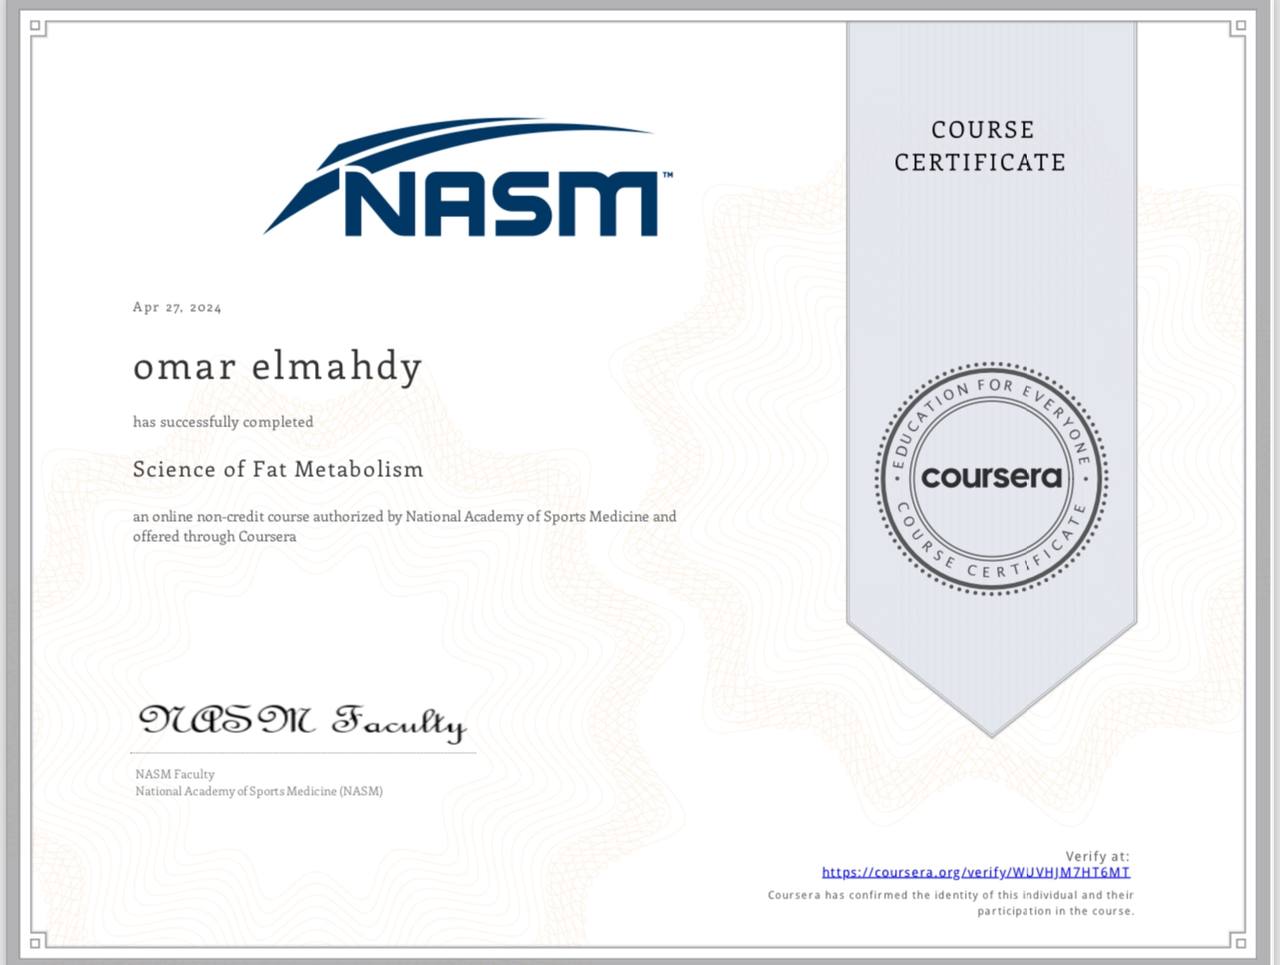 NASM™
COURSE
CERTIFICATE
Apr 27, 2024
omar elmahdy
has successfully completed
Science of Fat Metabolism
an online non-credit course authorized by National Academy of Sports Medicine and
offered through Coursera
EDUCATION FOR EVERYONE
coursera
COURSE CERTIFICATE
NASM Faculty
NASM Faculty
National Academy of Sports Medicine (NASM)
Verify at:
https://coursera.org/verify/WUVHJM7HT6MT
Coursera has confirmed the identity of this individual and their
participation in the course.